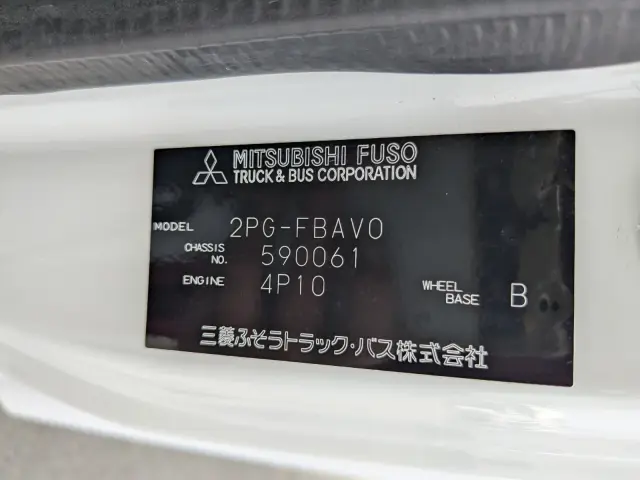 MITSUBISHI FUSO
TRUCK & BUS CORPORATION
MODEL 2PG-FBAV0
CHASSIS NO. 590061
ENGINE 4P10 WHEEL BASE B
三菱ふそうトラック・バス株式会社